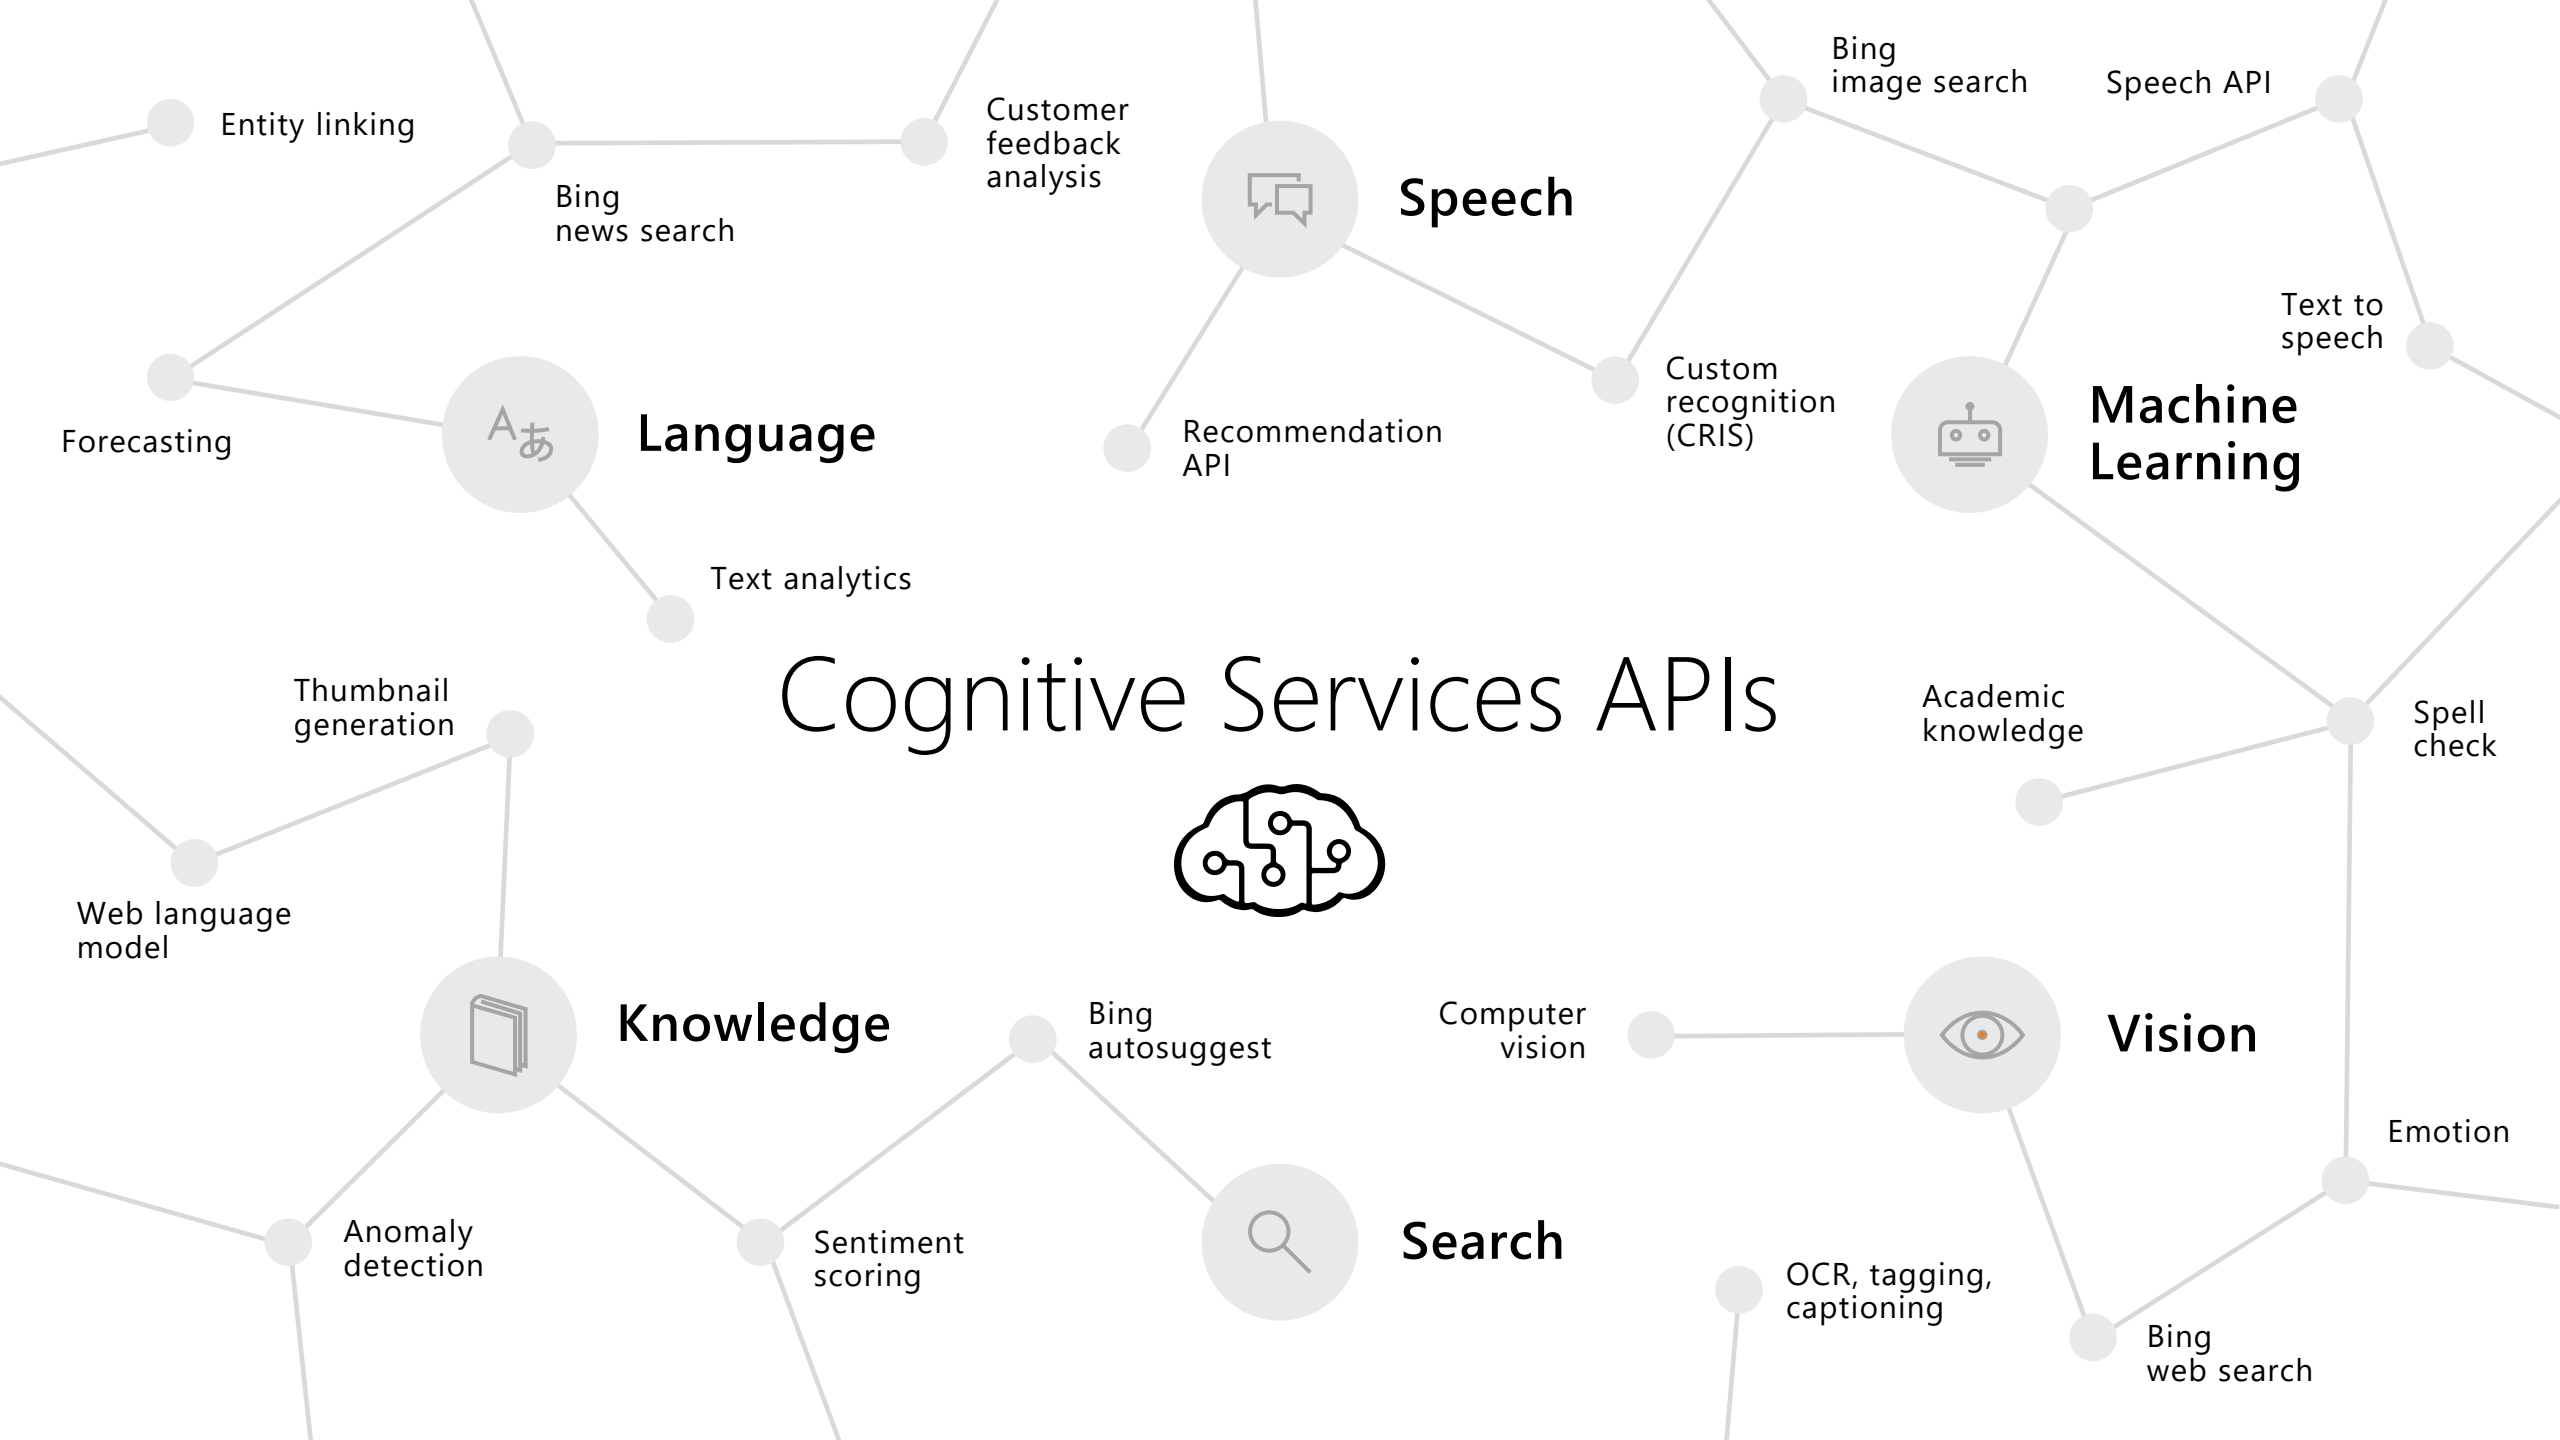 Bing
image search
Speech API
Entity linking
Customer
feedback
analysis
Bing
news search
Speech
Text to
speech
Custom
recognition
(CRIS)
Machine
Learning
Forecasting
Language
Recommendation
API
Text analytics
Thumbnail
generation
Cognitive Services APIs
Academic
knowledge
Spell
check
Web language
model
Knowledge
Bing
autosuggest
Computer
vision
Vision
Emotion
Anomaly
detection
Sentiment
scoring
Search
OCR, tagging,
captioning
Bing
web search
Aあ